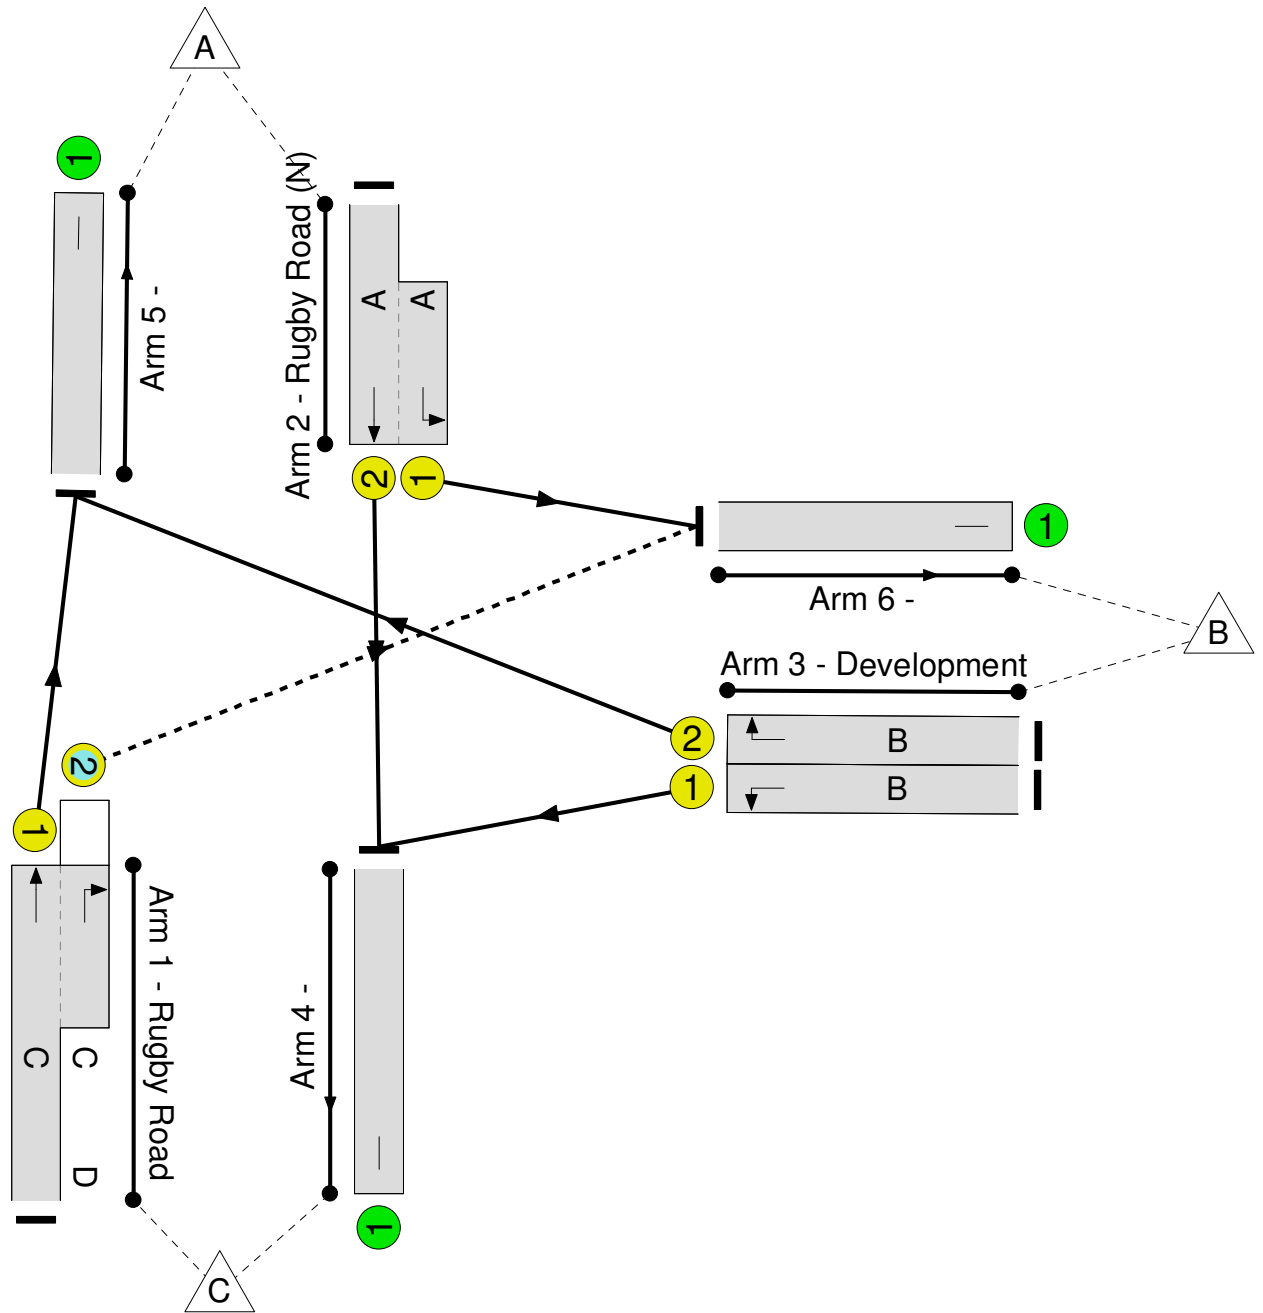 A
1
Arm 5 -
Arm 2 - Rugby Road (N)
A
A
2
1
1
Arm 6 -
B
Arm 3 - Development
2
B
1
B
2
1
Arm 1 - Rugby Road
C
C
D
Arm 4 -
1
C